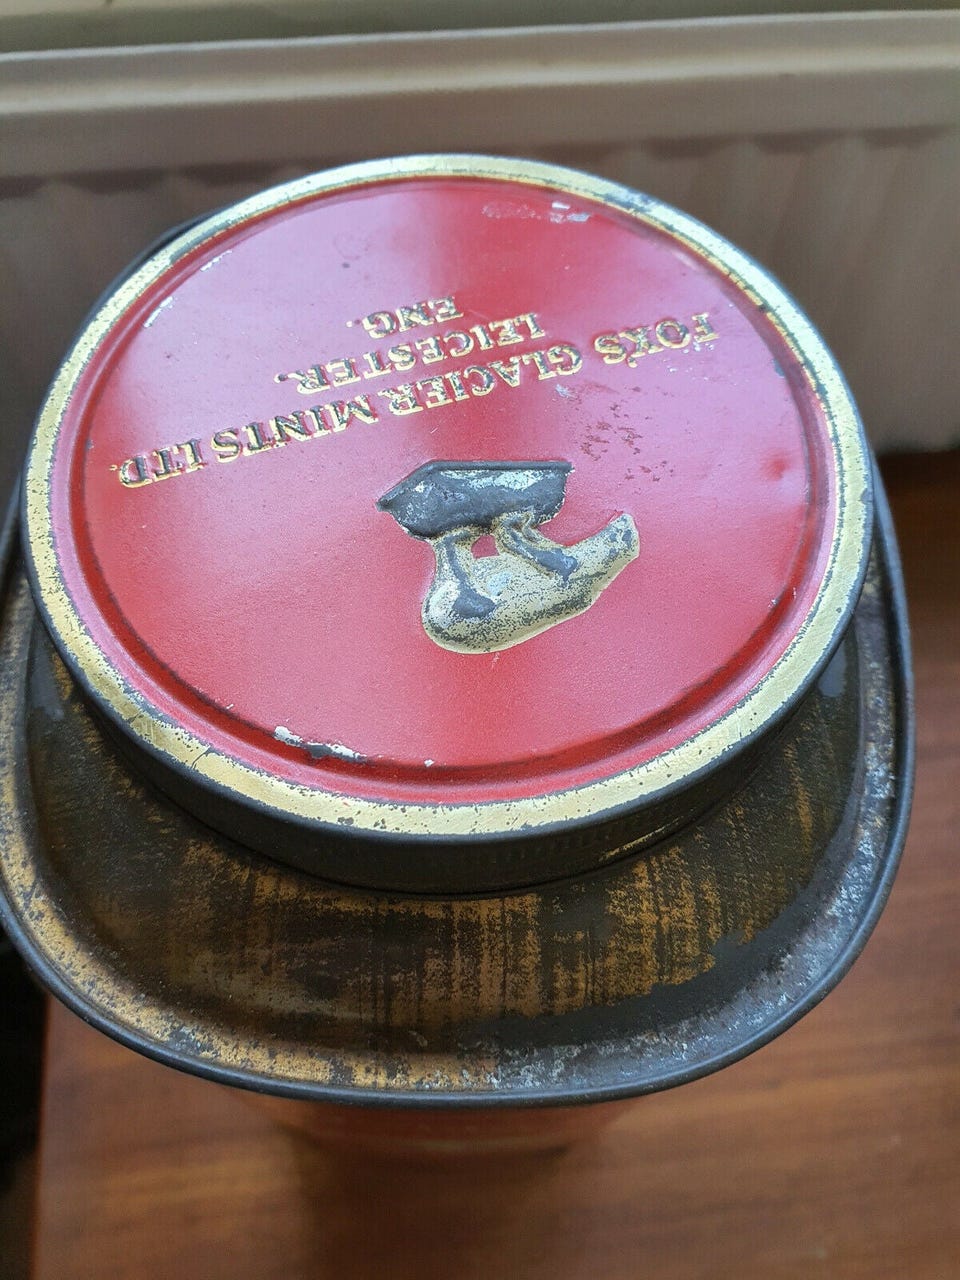 FOX'S GLACIER MINTS LTD.
LEICESTER.
ENG.